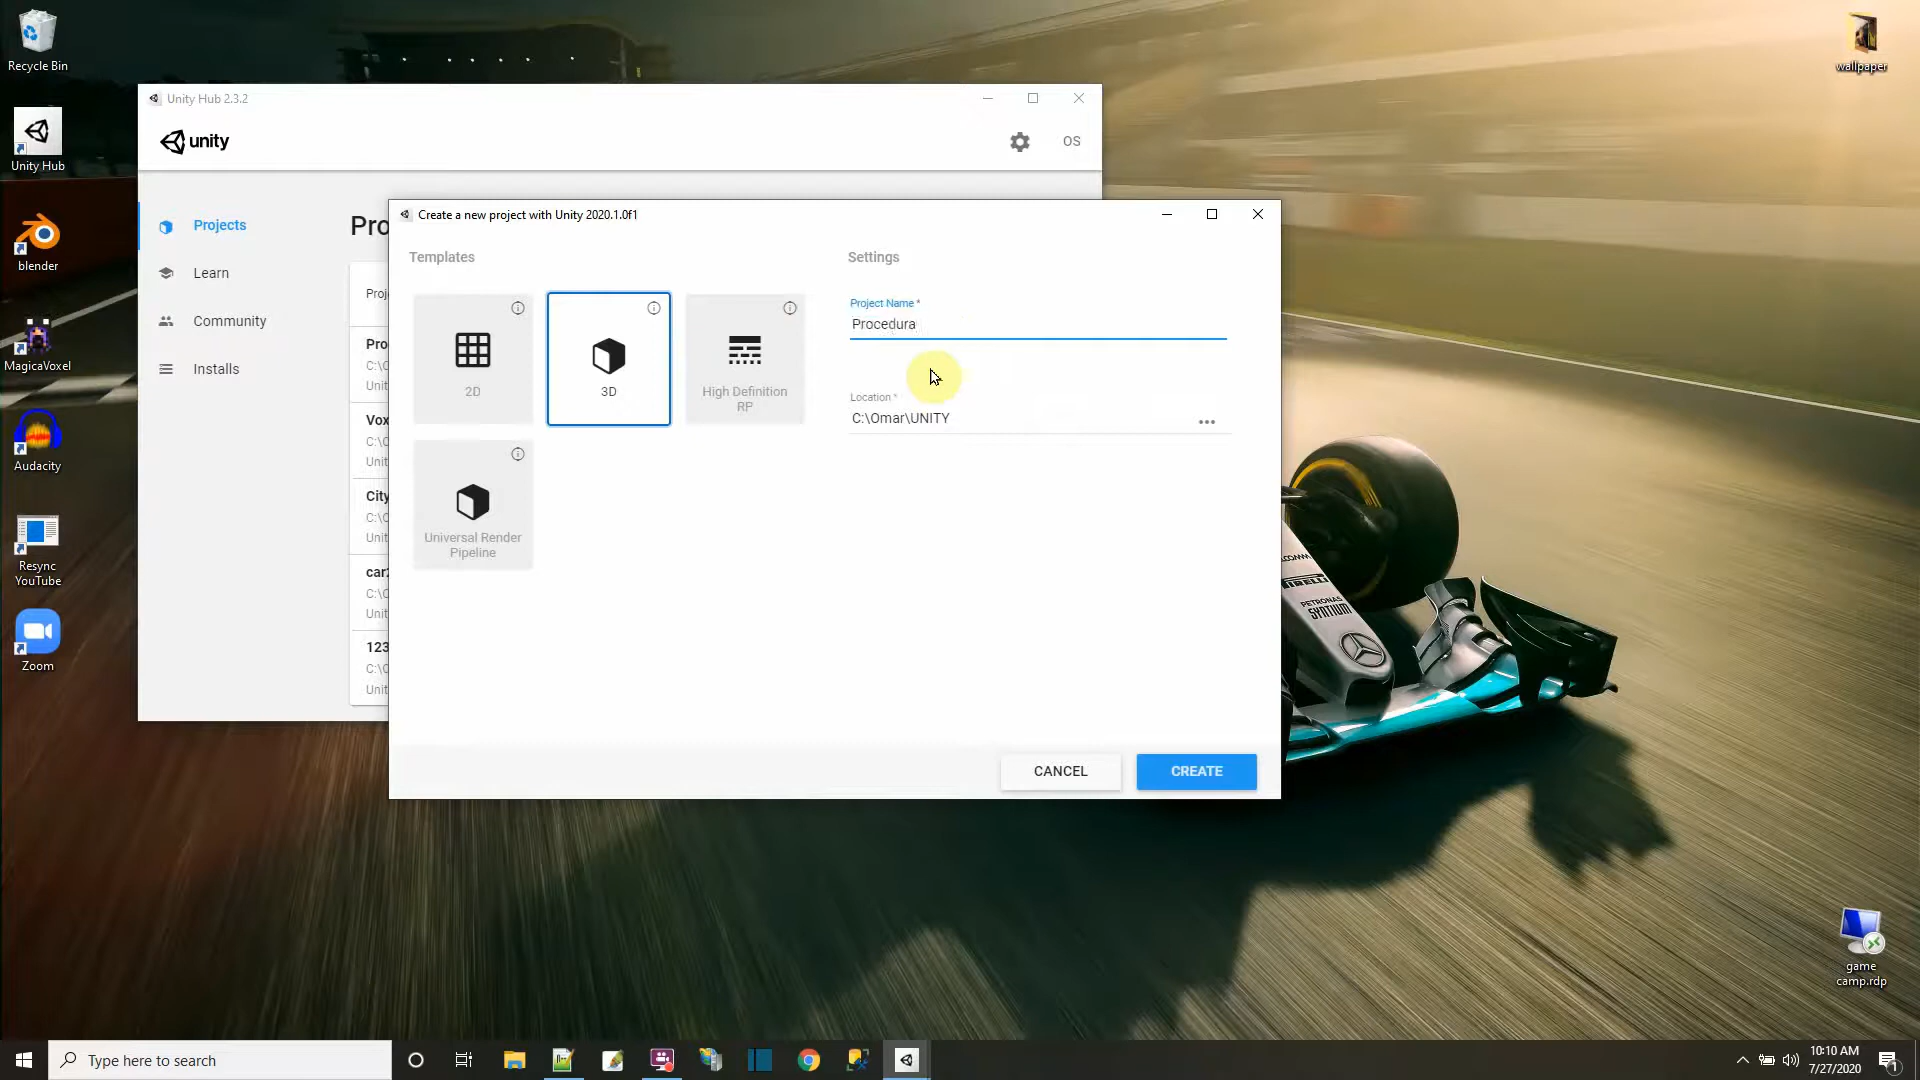 Recycle Bin
Unity Hub
blender
MagicaVoxel
Audacity
Resync
YouTube
Zoom
wallpaper
game
camp.rdp
Unity Hub 2.3.2
unity
OS
Projects
Learn
Community
Installs
Pro
Proj
Pro
C:\C
Unit
Vox
C:\C
Unit
City
C:\C
Unit
car2
C:\C
Unit
123
C:\C
Unit
Create a new project with Unity 2020.1.0f1
Templates
2D
3D
High Definition
RP
Universal Render
Pipeline
Settings
Project Name *
Procedura
Location *
C:\Omar\UNITY
CANCEL
CREATE
PETRONAS
SYNTIUM
Type here to search
10:10 AM
7/27/2020
1